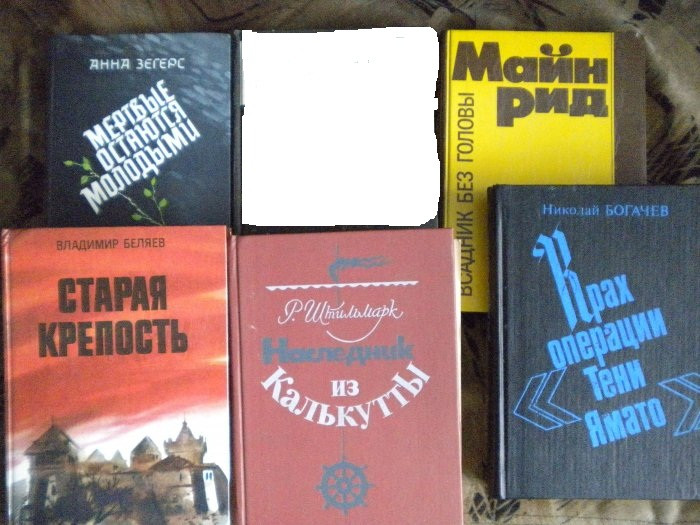 АННА ЗЕГЕРС
МЕРТВЫЕ
ОСТАЮТСЯ
МОЛОДЫМИ
Майн
Рид
ВСАДНИК БЕЗ ГОЛОВЫ
ВЛАДИМИР БЕЛЯЕВ
СТАРАЯ
КРЕПОСТЬ
Р. Штильмарк
Наследник
из
Калькутты
Николай БОГАЧЕВ
Крах
операции
«Тени
Ямато»